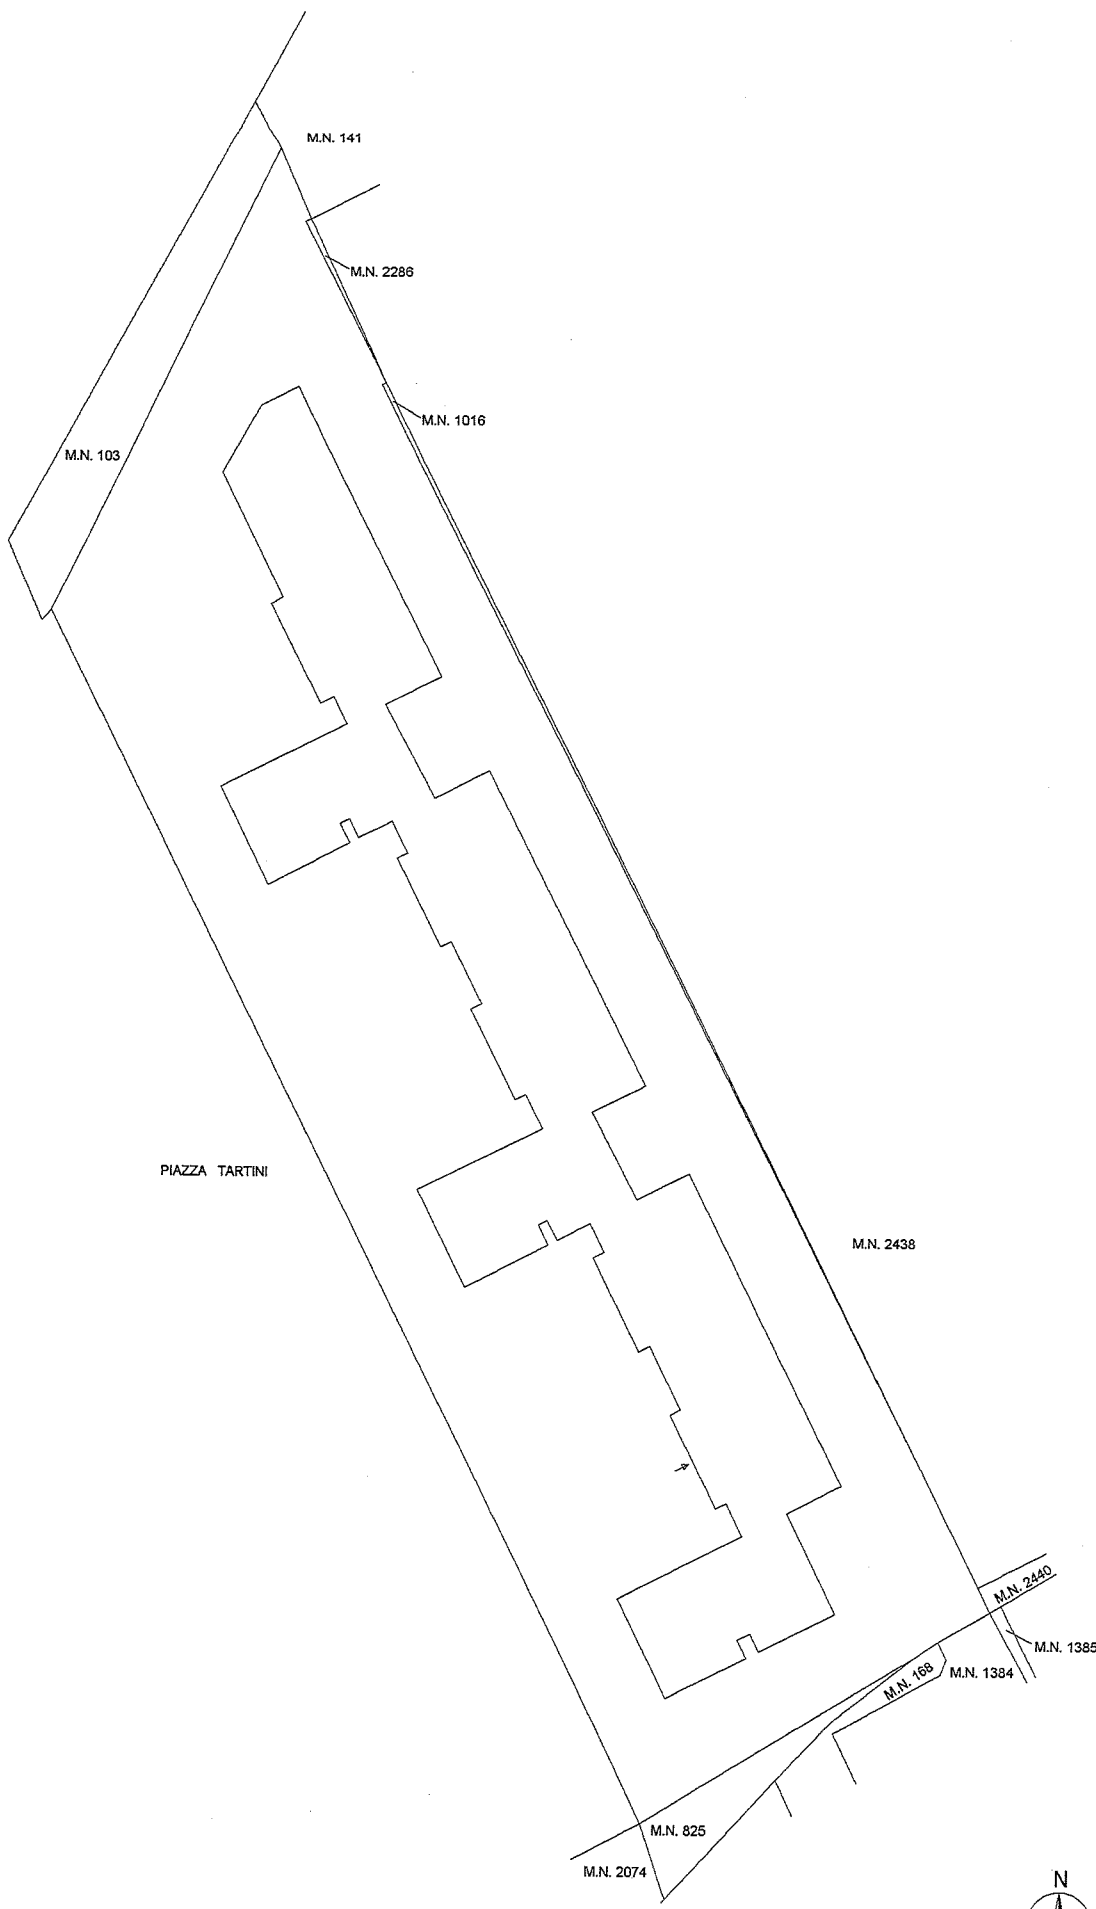 M.N. 141
M.N. 2286
M.N. 1016
M.N. 103
PIAZZA TARTINI
M.N. 2438
M.N. 2440
M.N. 1385
M.N. 168
M.N. 1384
M.N. 825
M.N. 2074
N